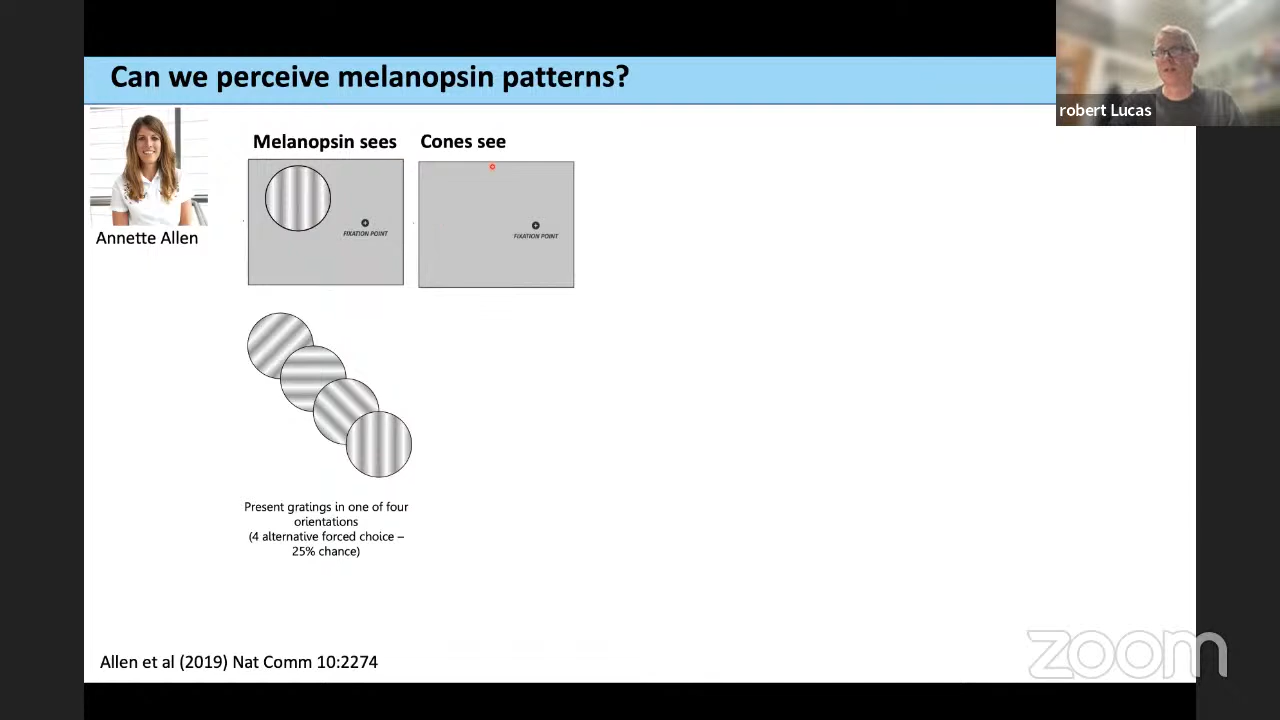 Can we perceive melanopsin patterns?
robert Lucas
Melanopsin sees
Cones see
FIXATION POINT
FIXATION POINT
Annette Allen
Present gratings in one of four
orientations
(4 alternative forced choice –
25% chance)
Allen et al (2019) Nat Comm 10:2274
zoom